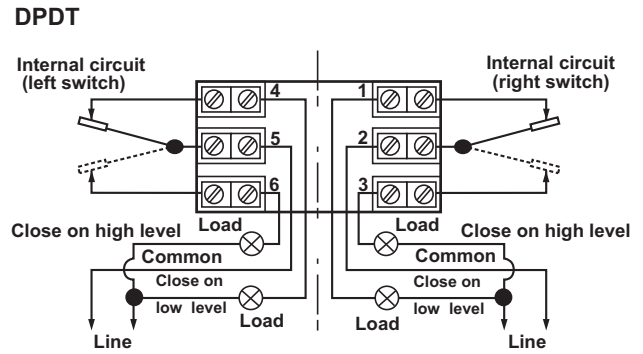 DPDT
Internal circuit
(left switch)
Internal circuit
(right switch)
4
1
5
2
6
3
Load
Load
Close on high level
Close on high level
Common
Common
Close on
low level
Close on
low level
Load
Load
Line
Line